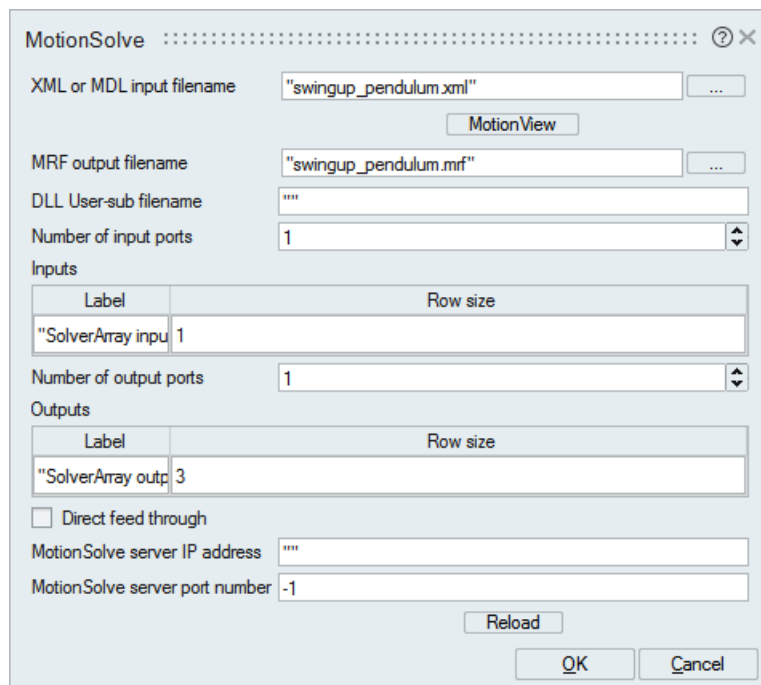 MotionSolve
XML or MDL input filename "swingup_pendulum.xml" ...
MotionView
MRF output filename "swingup_pendulum.mrf" ...
DLL User-sub filename ""
Number of input ports 1
Inputs
Label Row size
"SolverArray inpu 1
Number of output ports 1
Outputs
Label Row size
"SolverArray outp 3
Direct feed through
MotionSolve server IP address ""
MotionSolve server port number -1
Reload
OK Cancel